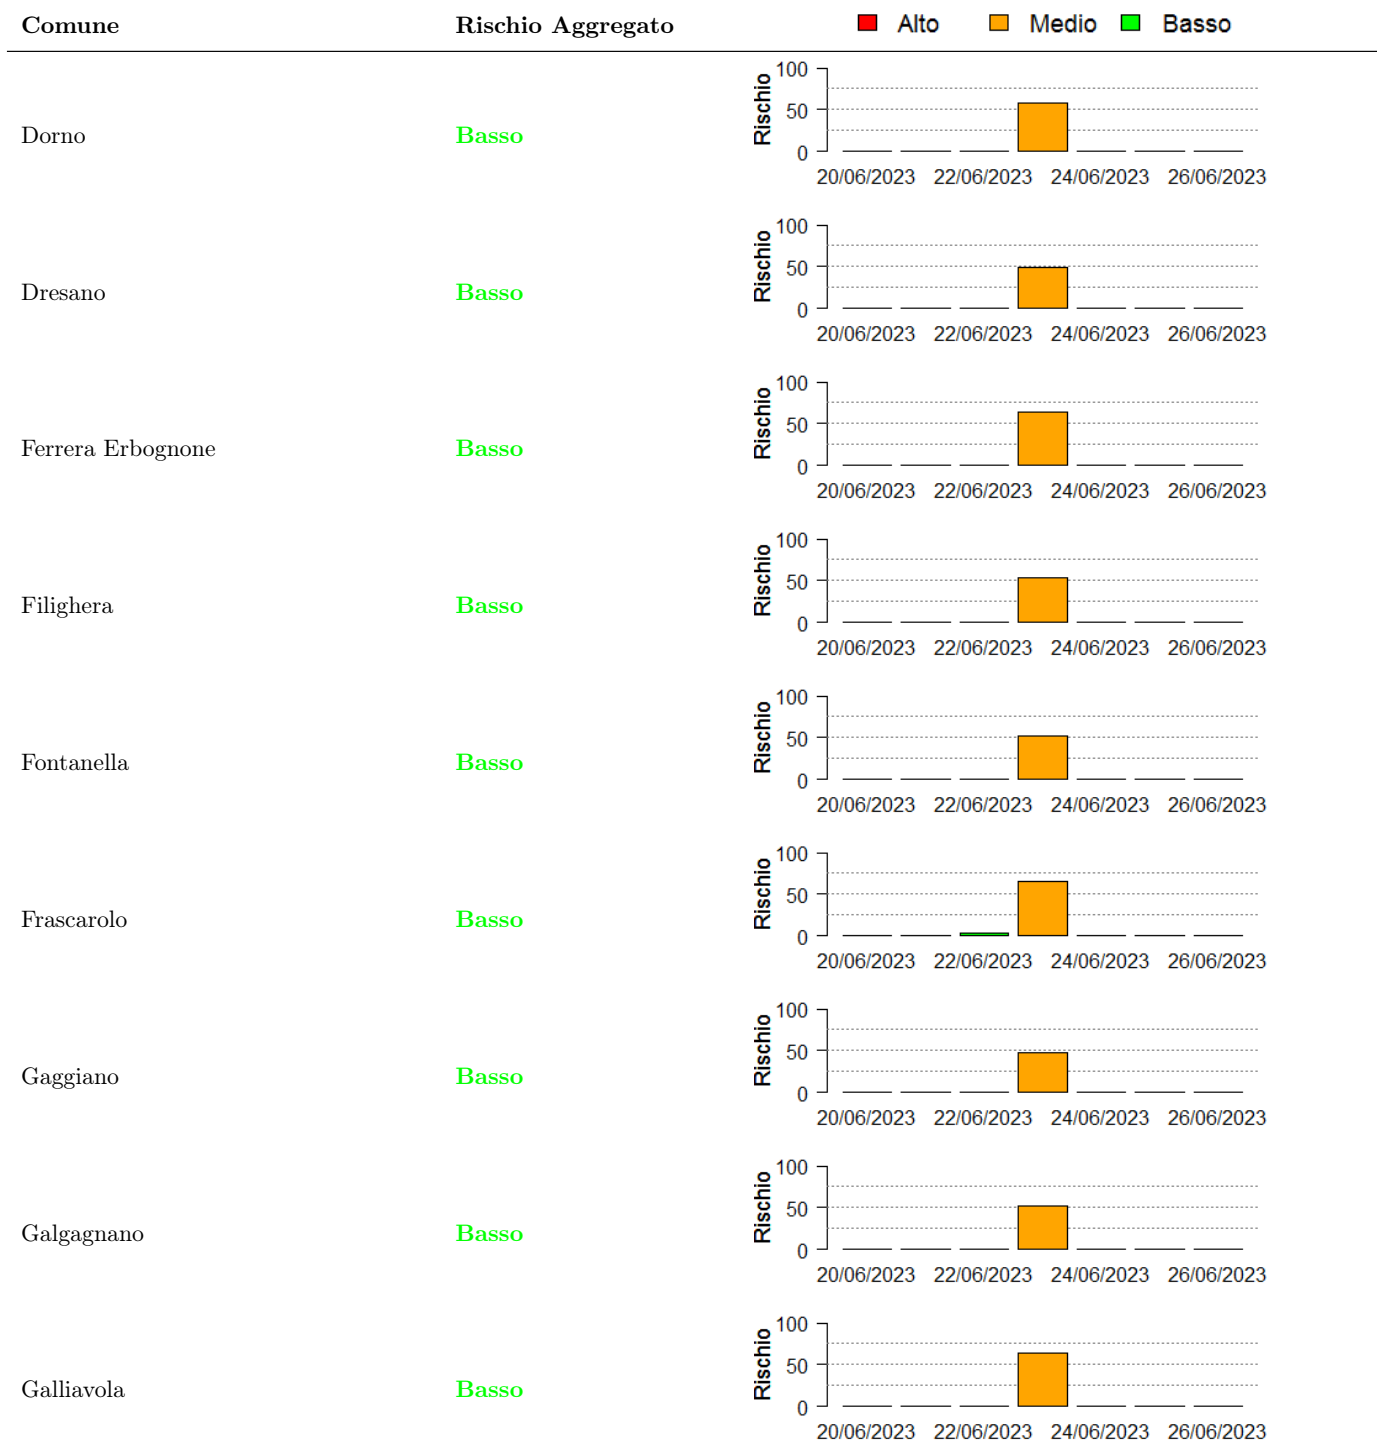 Comune Rischio Aggregato Alto Medio Basso
Dorno Basso
Rischio
100
50
0
20/06/2023 22/06/2023 24/06/2023 26/06/2023
Dresano Basso
Rischio
100
50
0
20/06/2023 22/06/2023 24/06/2023 26/06/2023
Ferrera Erbognone Basso
Rischio
100
50
0
20/06/2023 22/06/2023 24/06/2023 26/06/2023
Filighera Basso
Rischio
100
50
0
20/06/2023 22/06/2023 24/06/2023 26/06/2023
Fontanella Basso
Rischio
100
50
0
20/06/2023 22/06/2023 24/06/2023 26/06/2023
Frascarolo Basso
Rischio
100
50
0
20/06/2023 22/06/2023 24/06/2023 26/06/2023
Gaggiano Basso
Rischio
100
50
0
20/06/2023 22/06/2023 24/06/2023 26/06/2023
Galgagnano Basso
Rischio
100
50
0
20/06/2023 22/06/2023 24/06/2023 26/06/2023
Galliavola Basso
Rischio
100
50
0
20/06/2023 22/06/2023 24/06/2023 26/06/2023